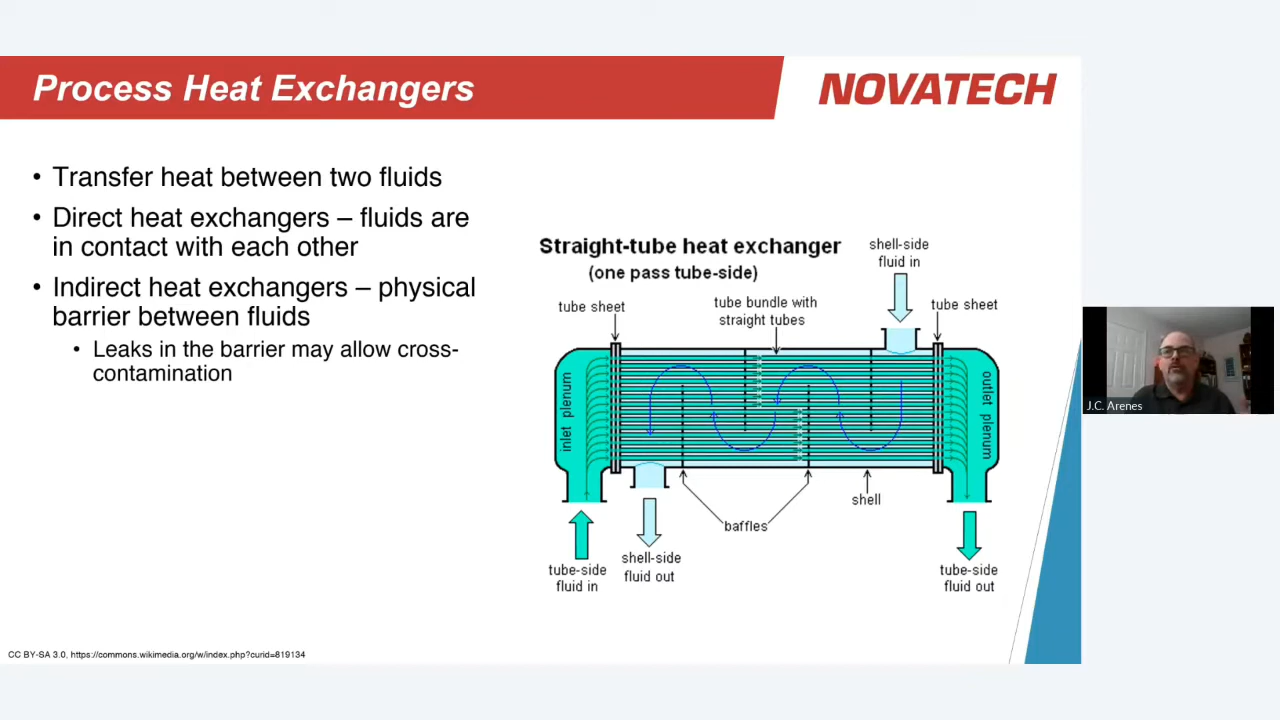 Process Heat Exchangers
NOVATECH
• Transfer heat between two fluids
• Direct heat exchangers – fluids are
in contact with each other
• Indirect heat exchangers – physical
barrier between fluids
• Leaks in the barrier may allow cross-
contamination
Straight-tube heat exchanger
(one pass tube-side)
shell-side
fluid in
tube sheet
tube bundle with
straight tubes
tube sheet
inlet plenum
outlet plenum
shell
baffles
tube-side
fluid in
shell-side
fluid out
tube-side
fluid out
J.C. Arenes
CC BY-SA 3.0, https://commons.wikimedia.org/w/index.php?curid=819134